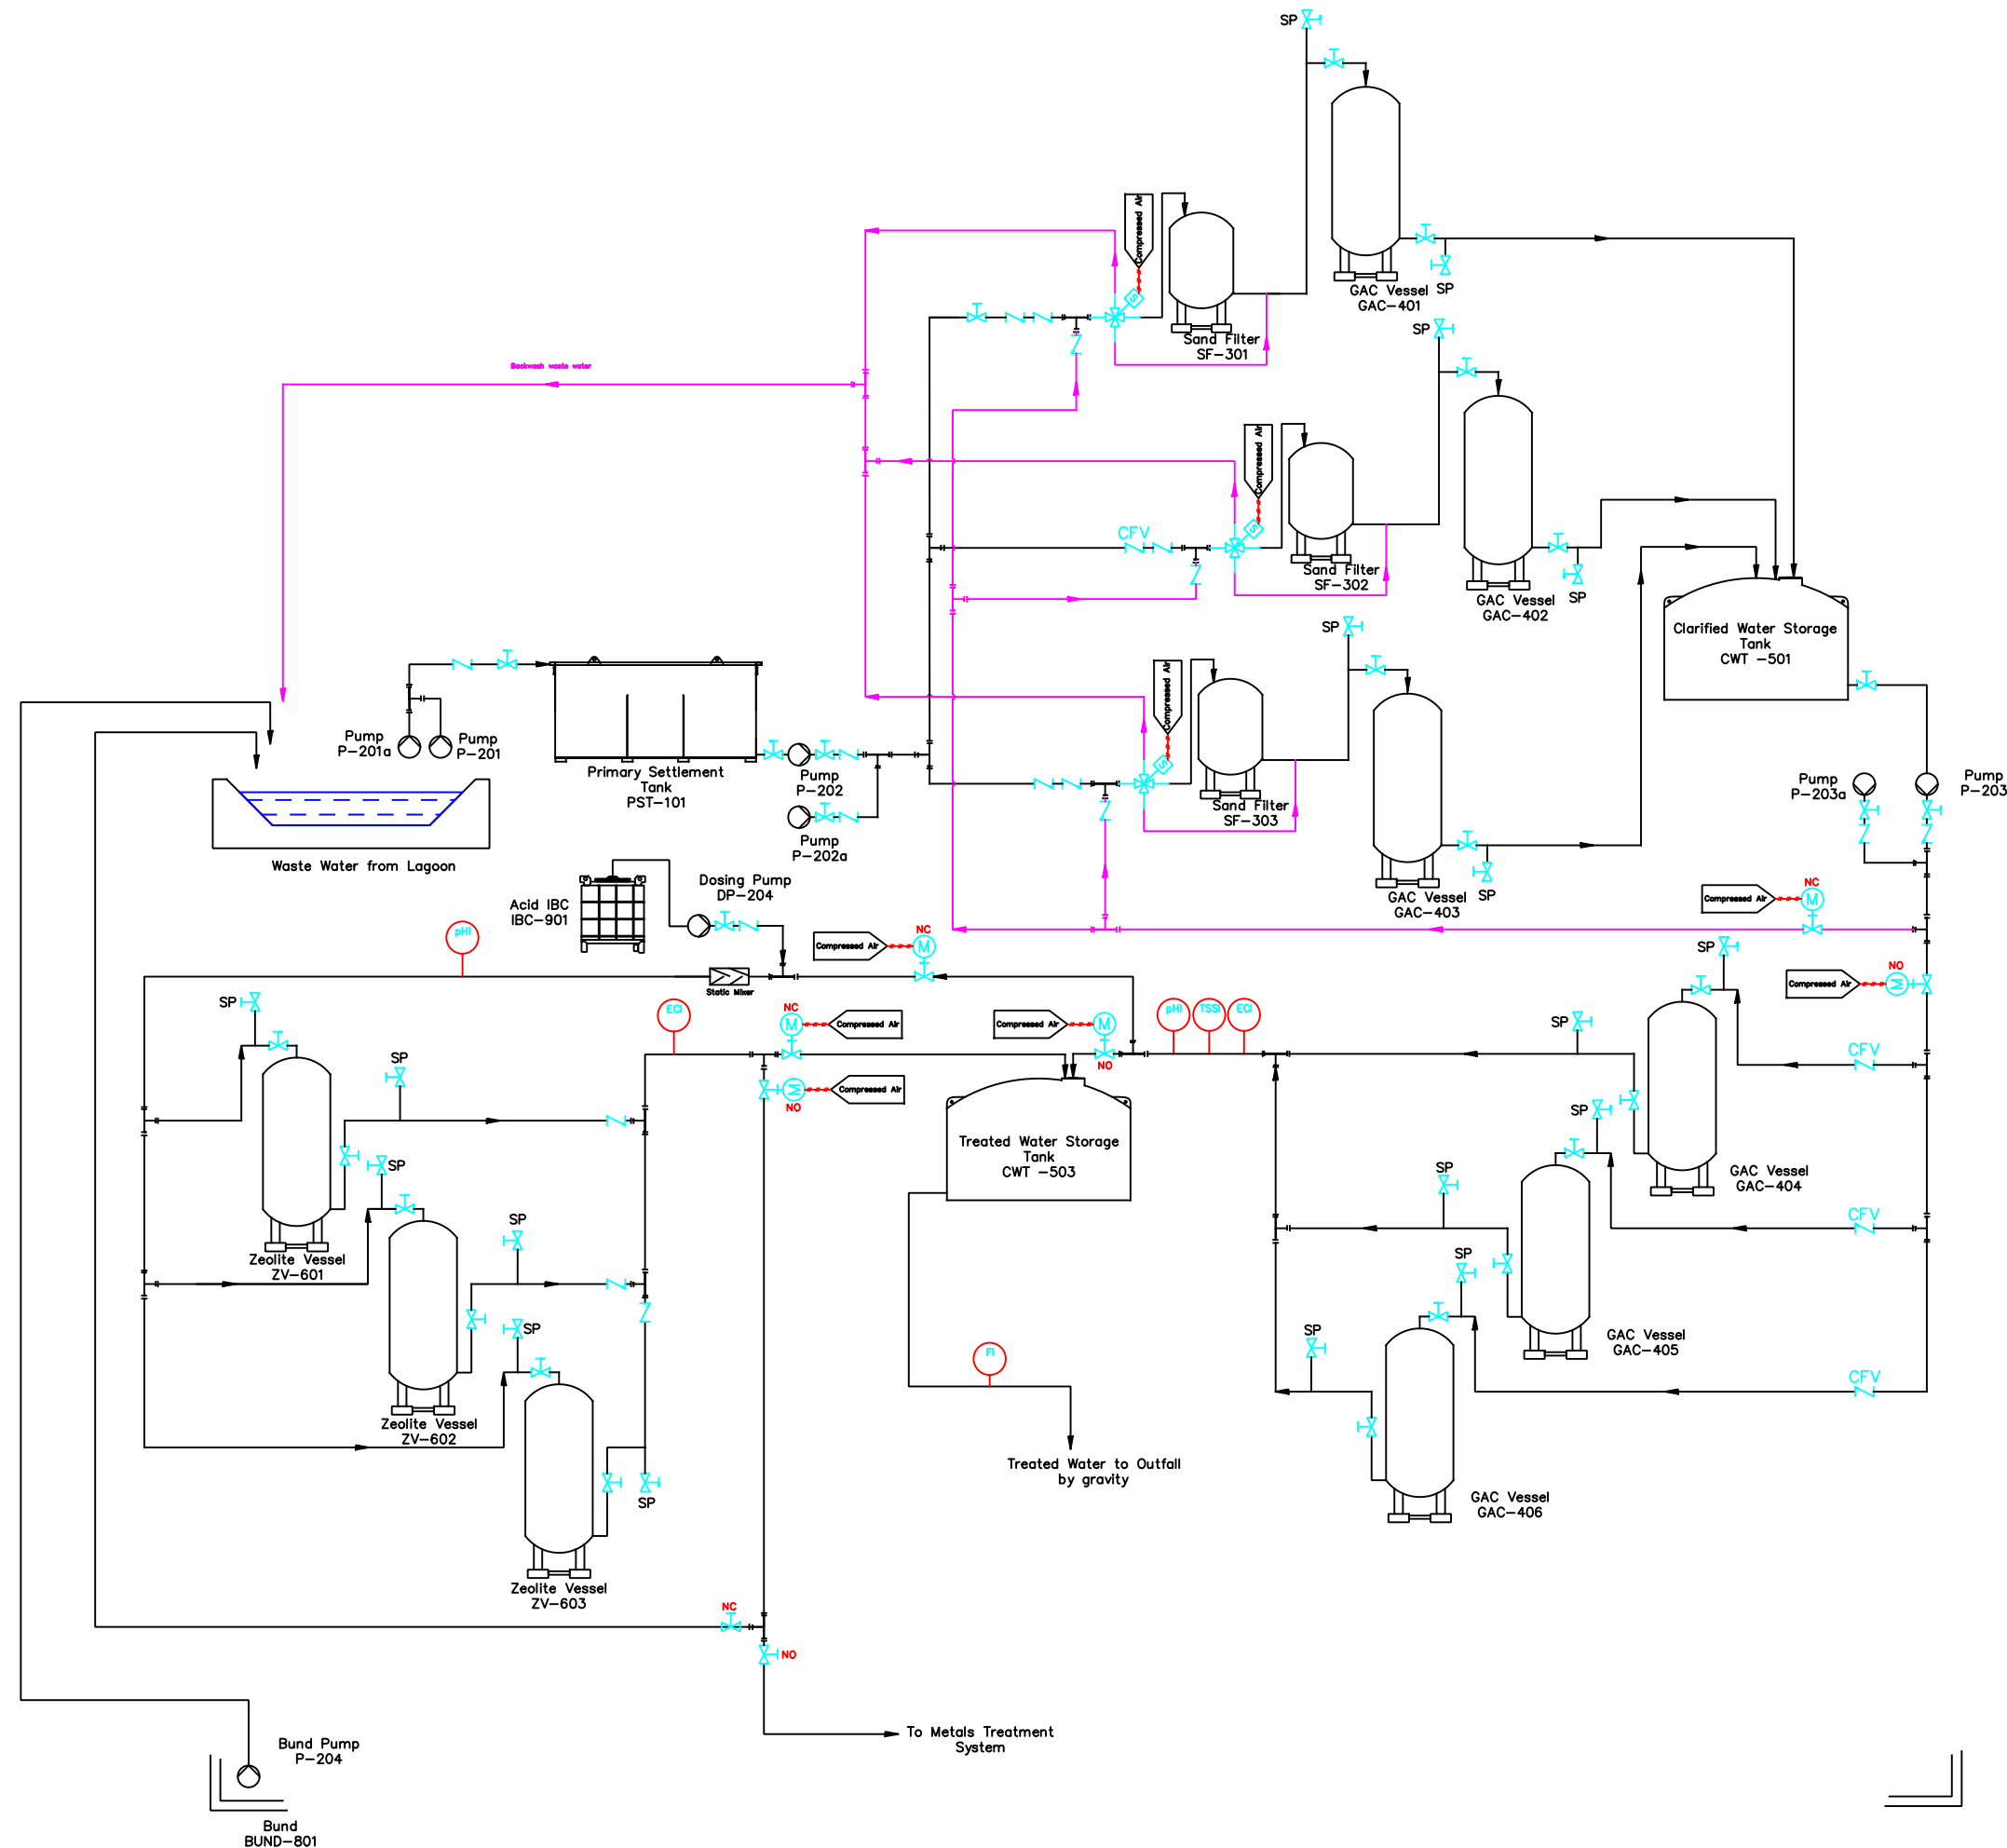 SP
GAC Vessel
GAC-401
SP
Compressed Air
S
Sand Filter
SF-301
SP
Backwash waste water
Compressed Air
CFV
S
Sand Filter
SF-302
GAC Vessel
GAC-402
SP
Clarified Water Storage
Tank
CWT -501
SP
Compressed Air
S
Sand Filter
SF-303
GAC Vessel
GAC-403
SP
Pump
P-201a
Pump
P-201
Primary Settlement
Tank
PST-101
Pump
P-202
Pump
P-202a
Pump
P-203a
Pump
P-203
Waste Water from Lagoon
Acid IBC
IBC-901
Dosing Pump
DP-204
pHI
Static Mixer
Compressed Air
NC
M
Compressed Air
NC
M
Compressed Air
NO
M
SP
SP
Zeolite Vessel
ZV-601
SP
SP
Zeolite Vessel
ZV-602
SP
SP
Zeolite Vessel
ZV-603
SP
ECI
NC
M
Compressed Air
M
NO
Compressed Air
Compressed Air
M
NO
pHI
TSSI
ECI
Treated Water Storage
Tank
CWT -503
FI
Treated Water to Outfall
by gravity
SP
SP
CFV
GAC Vessel
GAC-404
SP
SP
CFV
GAC Vessel
GAC-405
SP
SP
CFV
GAC Vessel
GAC-406
NC
NO
To Metals Treatment
System
Bund Pump
P-204
Bund
BUND-801